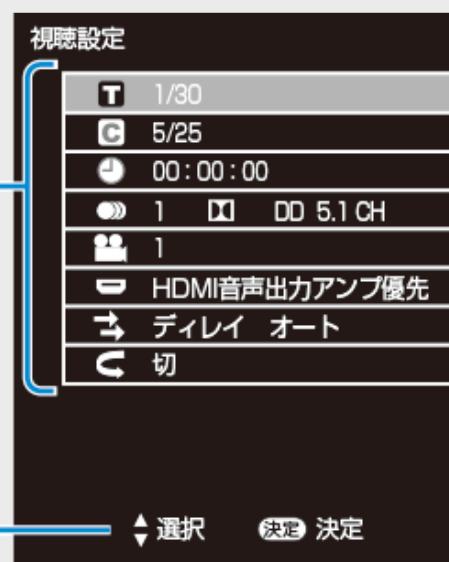 視聴設定
T 1/30
C 5/25
00:00:00
1 DD 5.1 CH
1
HDMI音声出力アンプ優先
ディレイ オート
切
選択 決定 決定